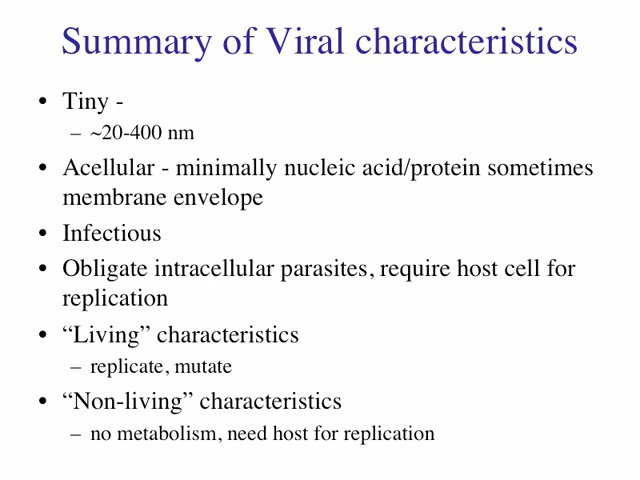 Summary of Viral characteristics
• Tiny -
– ~20-400 nm
• Acellular - minimally nucleic acid/protein sometimes
membrane envelope
• Infectious
• Obligate intracellular parasites, require host cell for
replication
• “Living” characteristics
– replicate, mutate
• “Non-living” characteristics
– no metabolism, need host for replication